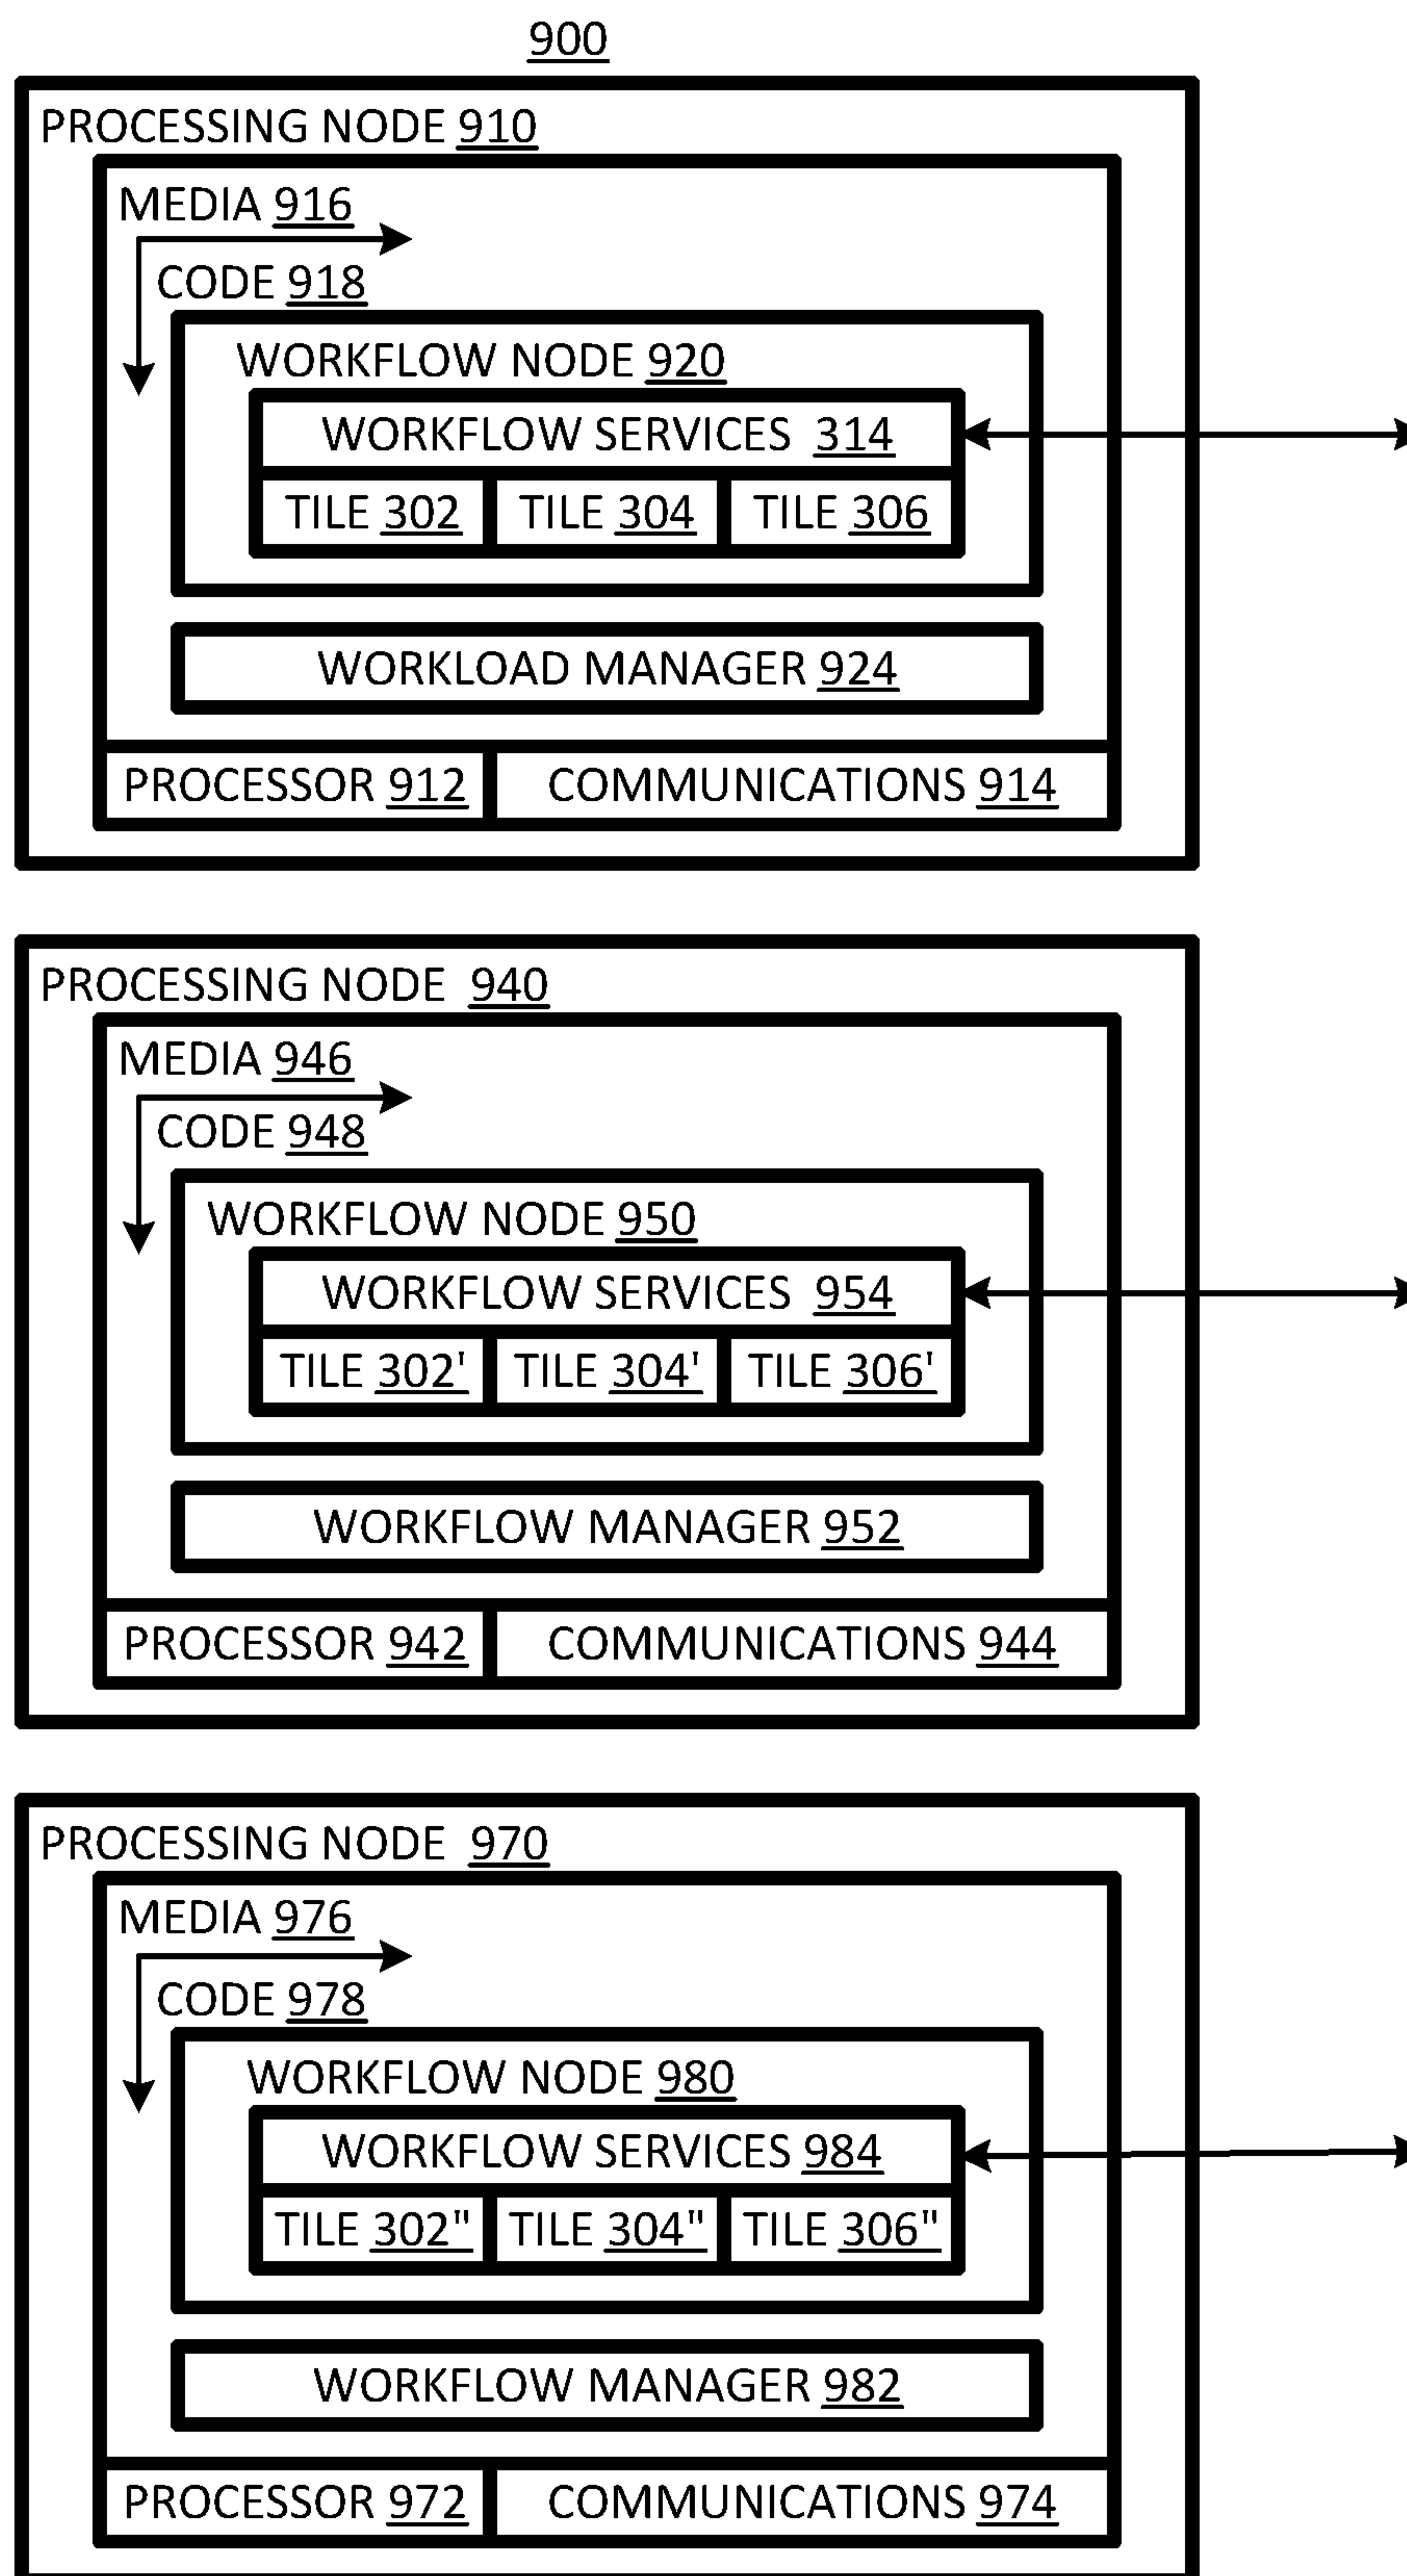 900
PROCESSING NODE 910
MEDIA 916
CODE 918
WORKFLOW NODE 920
WORKFLOW SERVICES 314
TILE 302 TILE 304 TILE 306
WORKLOAD MANAGER 924
PROCESSOR 912 COMMUNICATIONS 914
PROCESSING NODE 940
MEDIA 946
CODE 948
WORKFLOW NODE 950
WORKFLOW SERVICES 954
TILE 302' TILE 304' TILE 306'
WORKFLOW MANAGER 952
PROCESSOR 942 COMMUNICATIONS 944
PROCESSING NODE 970
MEDIA 976
CODE 978
WORKFLOW NODE 980
WORKFLOW SERVICES 984
TILE 302" TILE 304" TILE 306"
WORKFLOW MANAGER 982
PROCESSOR 972 COMMUNICATIONS 974